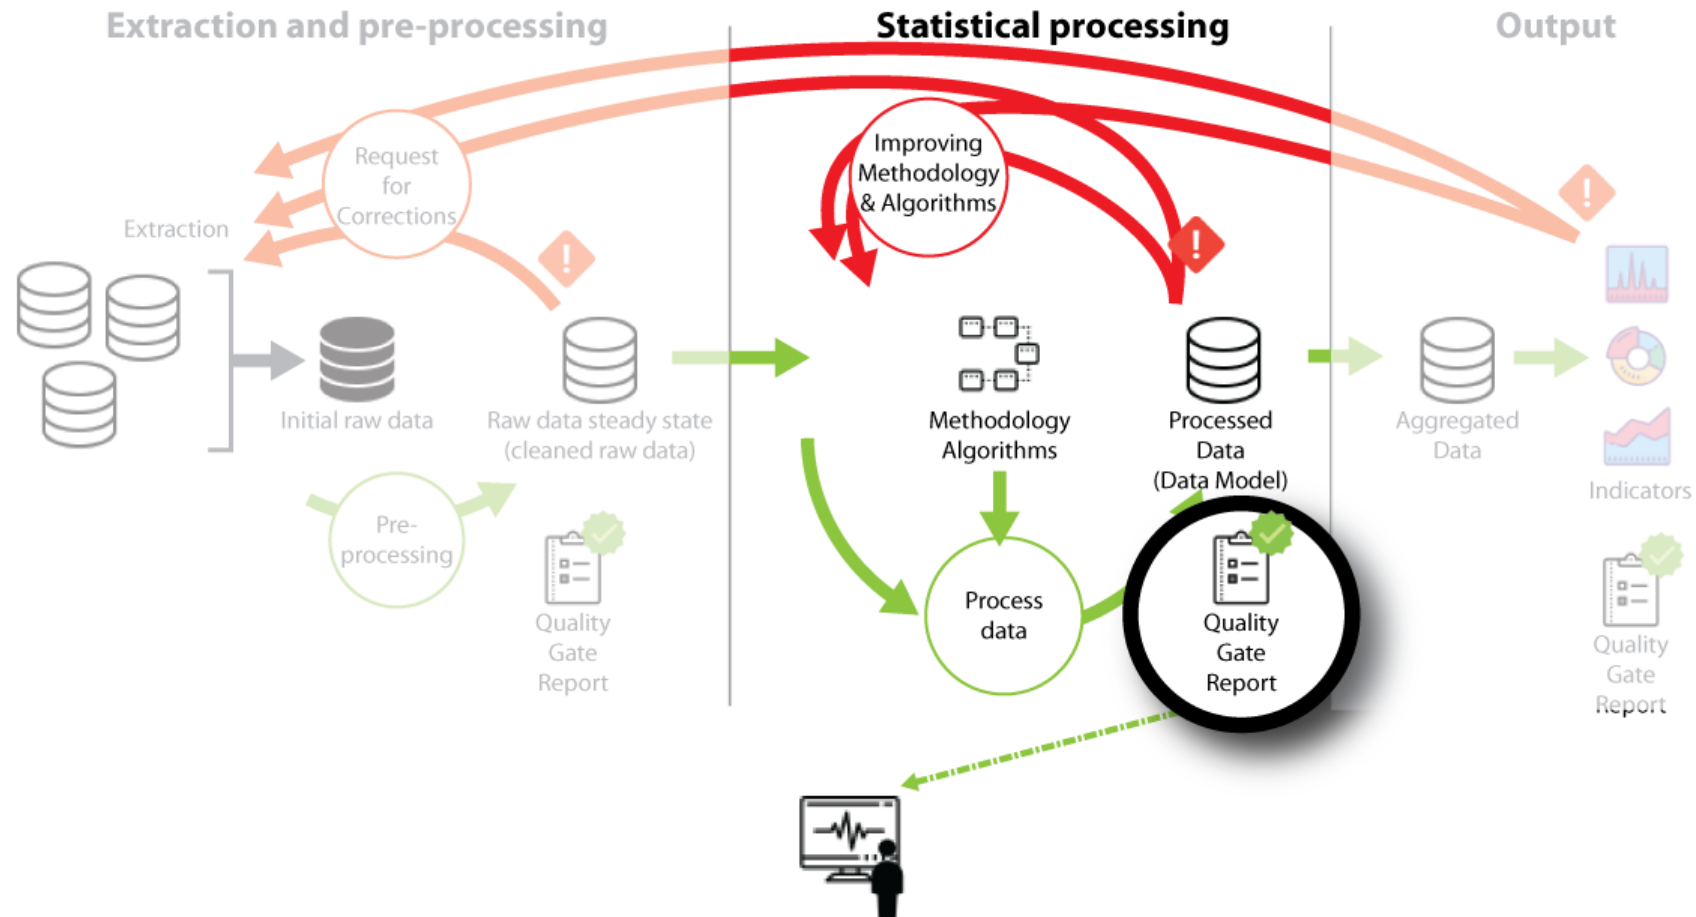 Extraction and pre-processing
Statistical processing
Output
Request
for
Corrections
Improving
Methodology
& Algorithms
Extraction
!
!
!
Initial raw data
Raw data steady state
(cleaned raw data)
Methodology
Algorithms
Processed
Data
(Data Model)
Aggregated
Data
Indicators
Pre-
processing
Quality
Gate
Report
Process
data
Quality
Gate
Report
Quality
Gate
Report